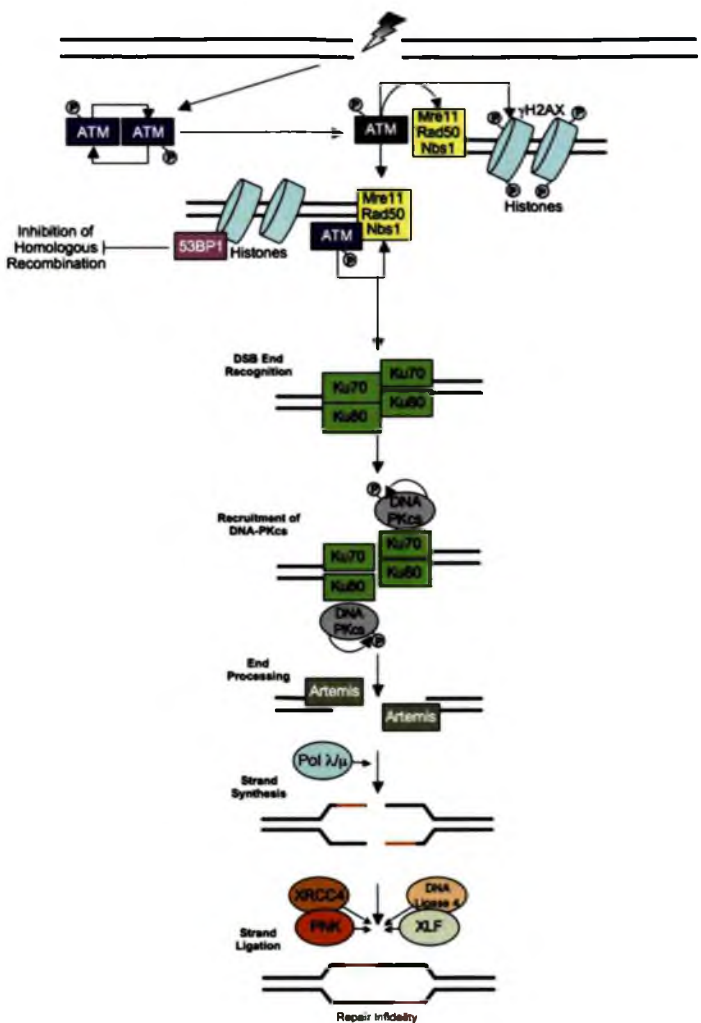 P
ATM
ATM
P
P
ATM
Mre11
Rad50
Nbs1
γH2AX
P
P
P
P
Histones
Mre11
Rad50
Nbs1
ATM
P
53BP1
Histones
Inhibition of
Homologous
Recombination
DSB End
Recognition
Ku70
Ku80
Ku70
Ku80
Recruitment of
DNA-PKcs
P
DNA
PKcs
Ku70
Ku80
Ku70
Ku80
DNA
PKcs
P
End
Processing
Artemis
Artemis
Pol λ/μ
Strand
Synthesis
XRCC4
PNK
DNA
Ligase 4
XLF
Strand
Ligation
Repair Infidelity